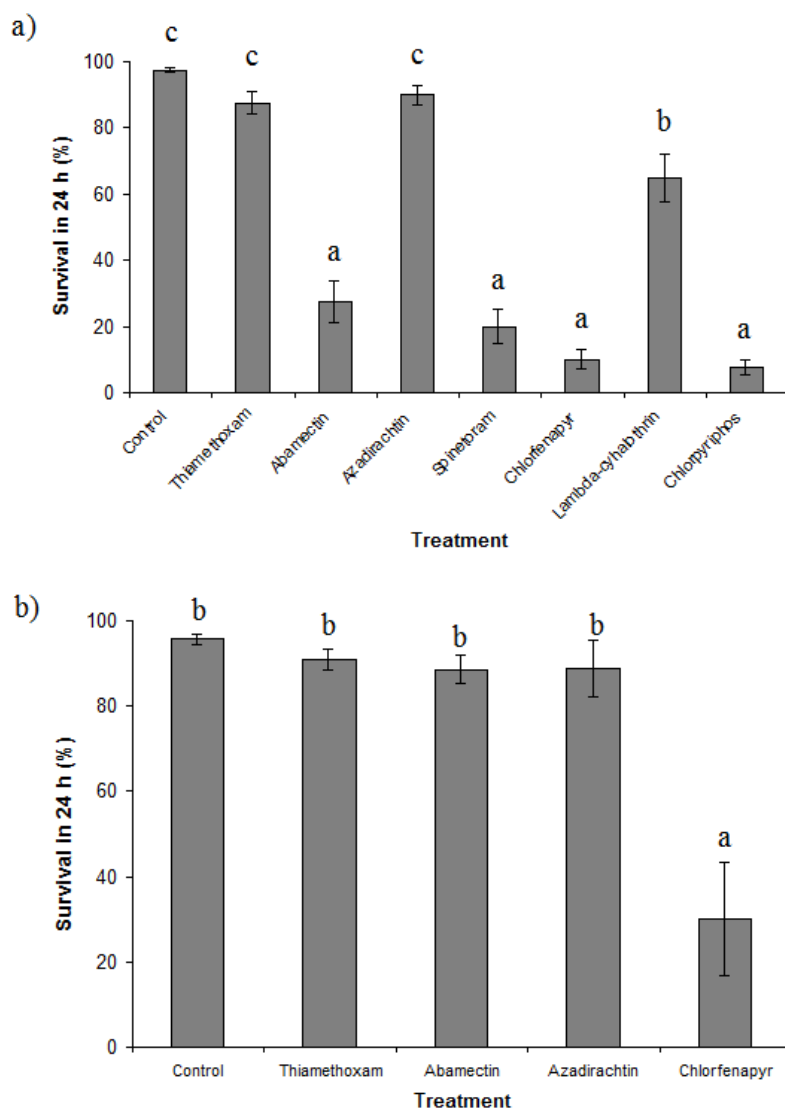 a)
c
c
c
b
a
a
a
a
100
80
60
40
20
0
Survival in 24 h (%)
Control
Thiamethoxam
Abamectin
Azadirachtin
Spinetoram
Chlorfenapyr
Lambda-cyhalothrin
Chlorpyriphos
Treatment
b)
b
b
b
b
a
100
80
60
40
20
0
Survival in 24 h (%)
Control
Thiamethoxam
Abamectin
Azadirachtin
Chlorfenapyr
Treatment